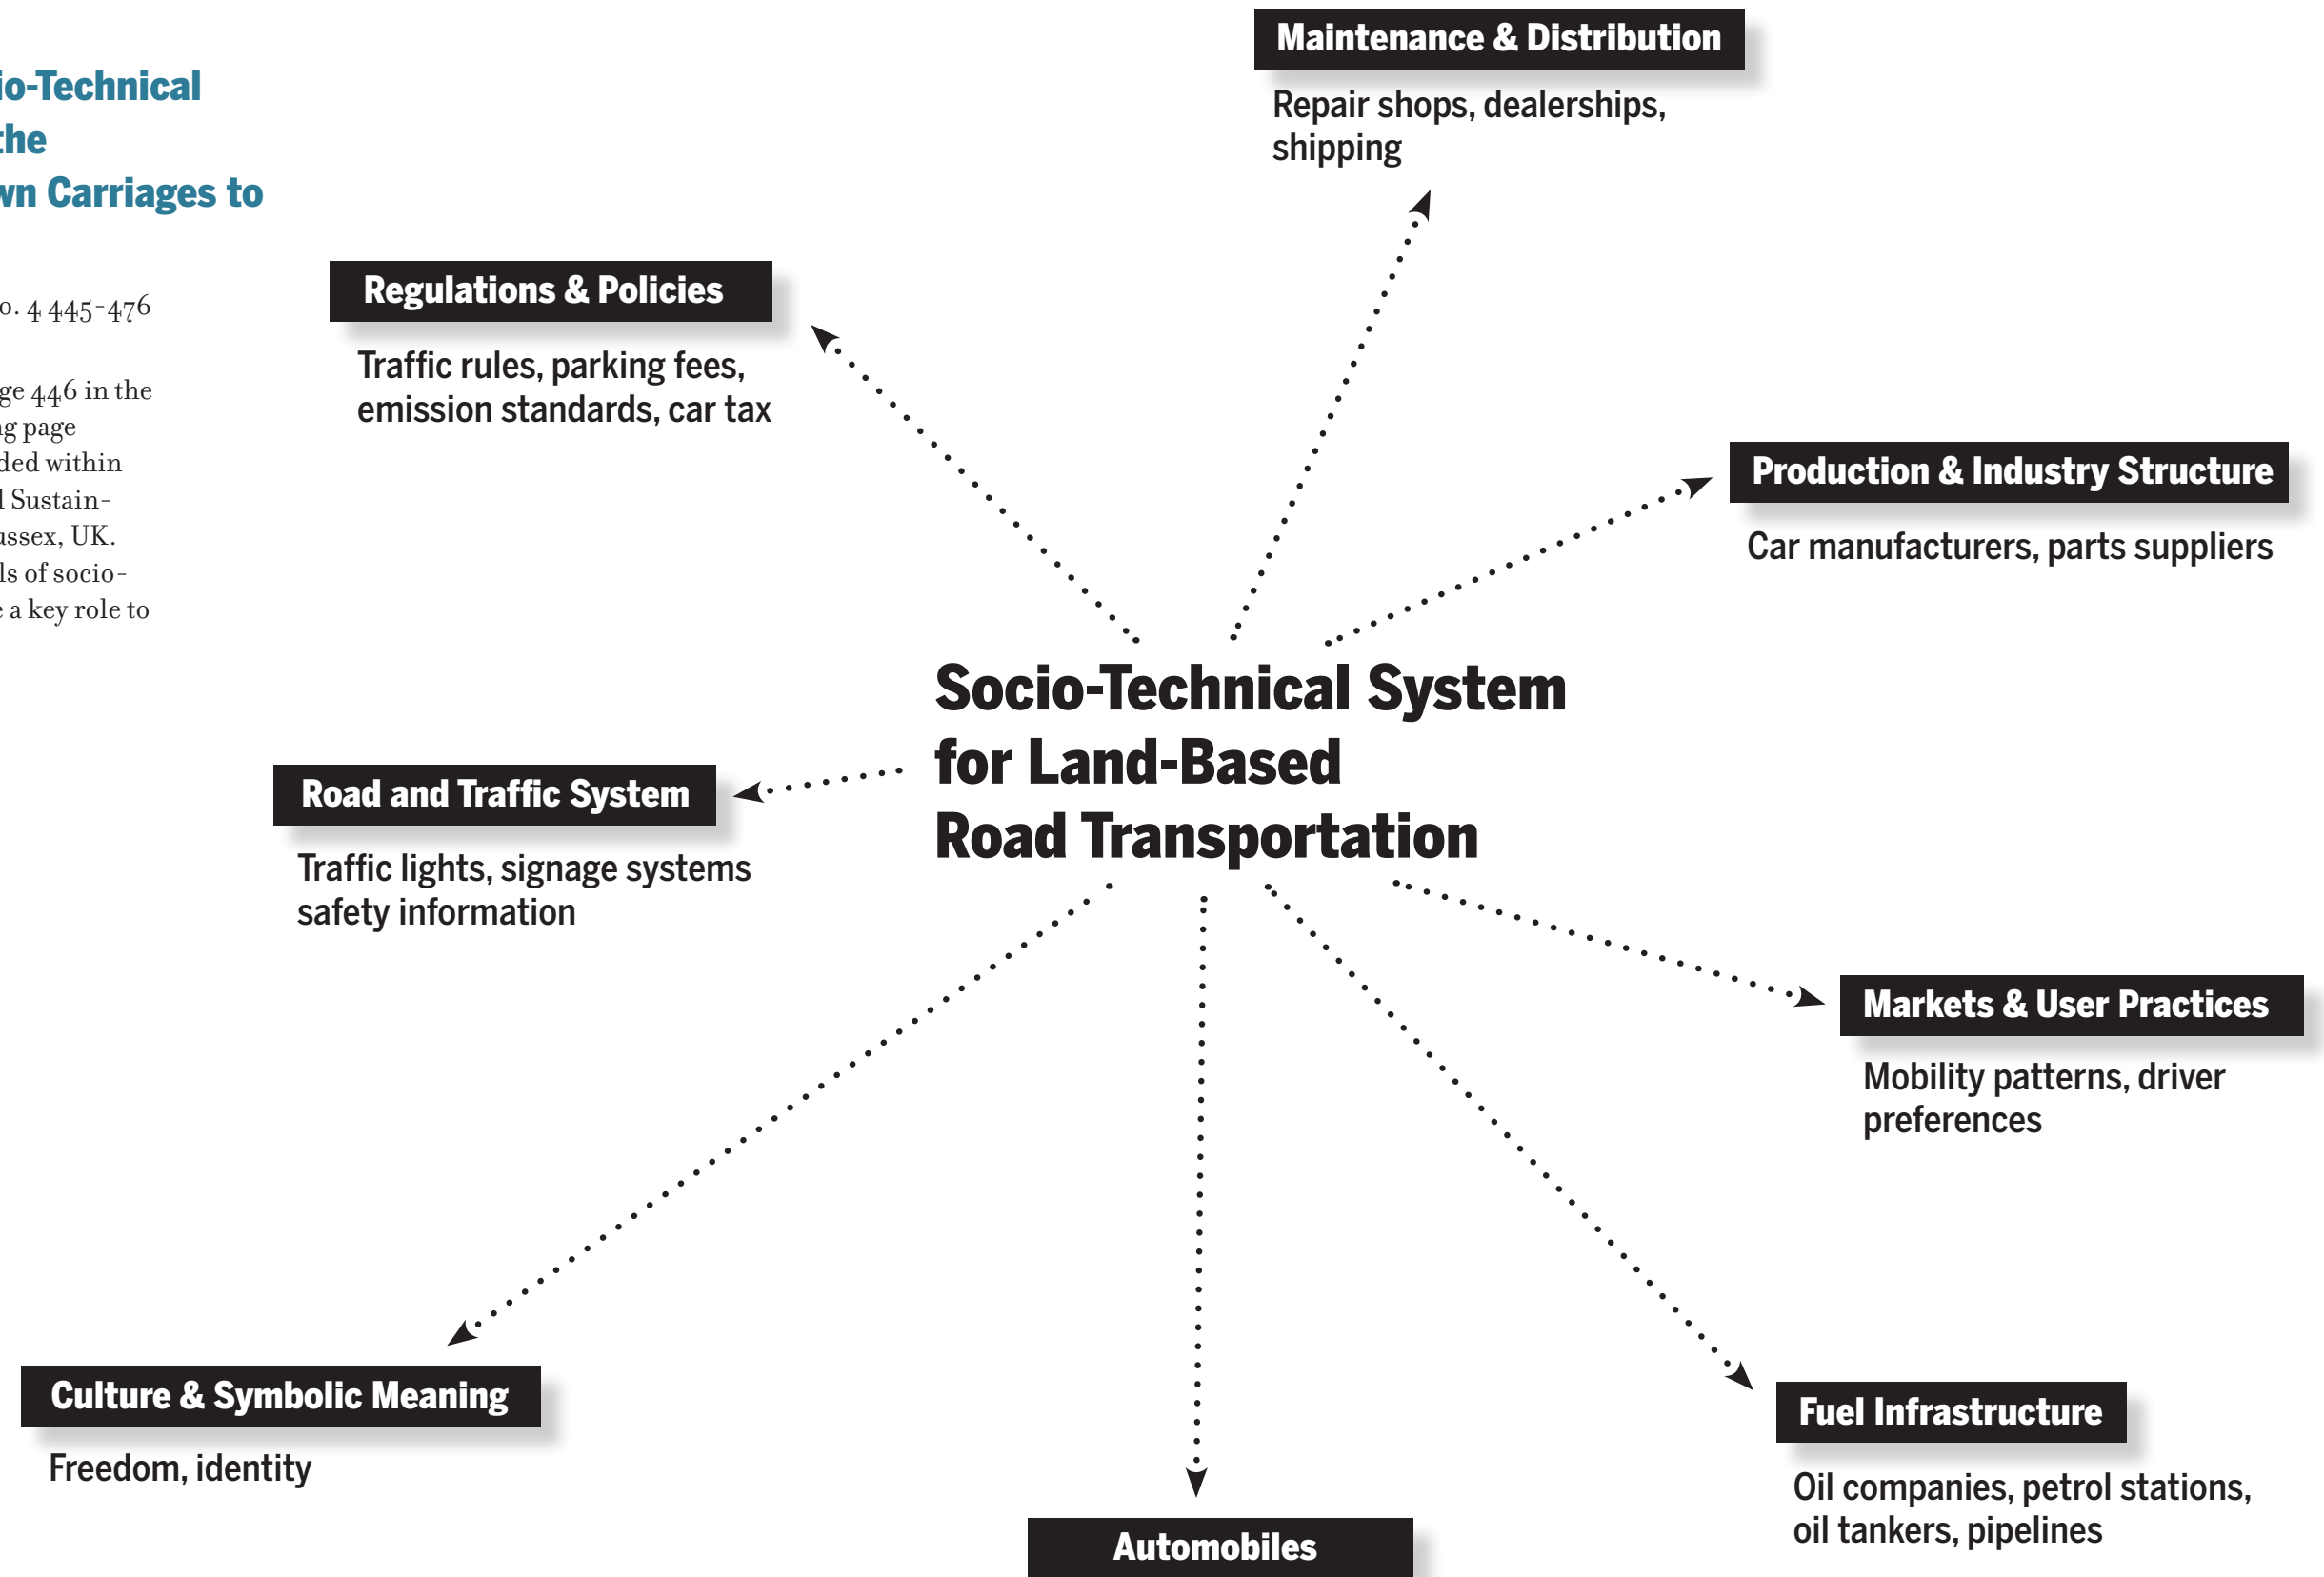 io-Technical
the
wn Carriages to
o. 4 445-476
ge 446 in the
ng page
ded within
l Sustain-
ussex, UK.
ls of socio-
e a key role to
Maintenance & Distribution
Repair shops, dealerships,
shipping
Regulations & Policies
Traffic rules, parking fees,
emission standards, car tax
Production & Industry Structure
Car manufacturers, parts suppliers
Socio-Technical System
for Land-Based
Road Transportation
Road and Traffic System
Traffic lights, signage systems
safety information
Markets & User Practices
Mobility patterns, driver
preferences
Culture & Symbolic Meaning
Freedom, identity
Fuel Infrastructure
Oil companies, petrol stations,
oil tankers, pipelines
Automobiles